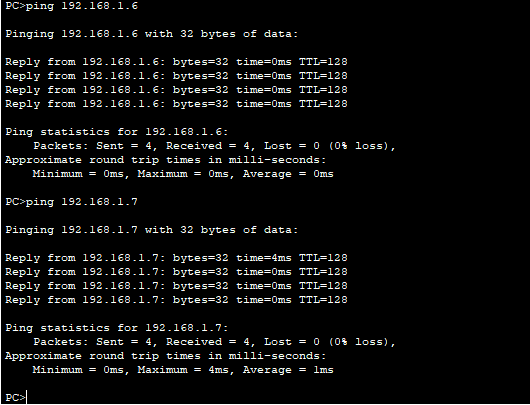 PC>ping 192.168.1.6
Pinging 192.168.1.6 with 32 bytes of data:
Reply from 192.168.1.6: bytes=32 time=0ms TTL=128
Reply from 192.168.1.6: bytes=32 time=0ms TTL=128
Reply from 192.168.1.6: bytes=32 time=0ms TTL=128
Reply from 192.168.1.6: bytes=32 time=0ms TTL=128
Ping statistics for 192.168.1.6:
Packets: Sent = 4, Received = 4, Lost = 0 (0% loss),
Approximate round trip times in milli-seconds:
Minimum = 0ms, Maximum = 0ms, Average = 0ms
PC>ping 192.168.1.7
Pinging 192.168.1.7 with 32 bytes of data:
Reply from 192.168.1.7: bytes=32 time=4ms TTL=128
Reply from 192.168.1.7: bytes=32 time=0ms TTL=128
Reply from 192.168.1.7: bytes=32 time=0ms TTL=128
Reply from 192.168.1.7: bytes=32 time=0ms TTL=128
Ping statistics for 192.168.1.7:
Packets: Sent = 4, Received = 4, Lost = 0 (0% loss),
Approximate round trip times in milli-seconds:
Minimum = 0ms, Maximum = 4ms, Average = 1ms
PC>